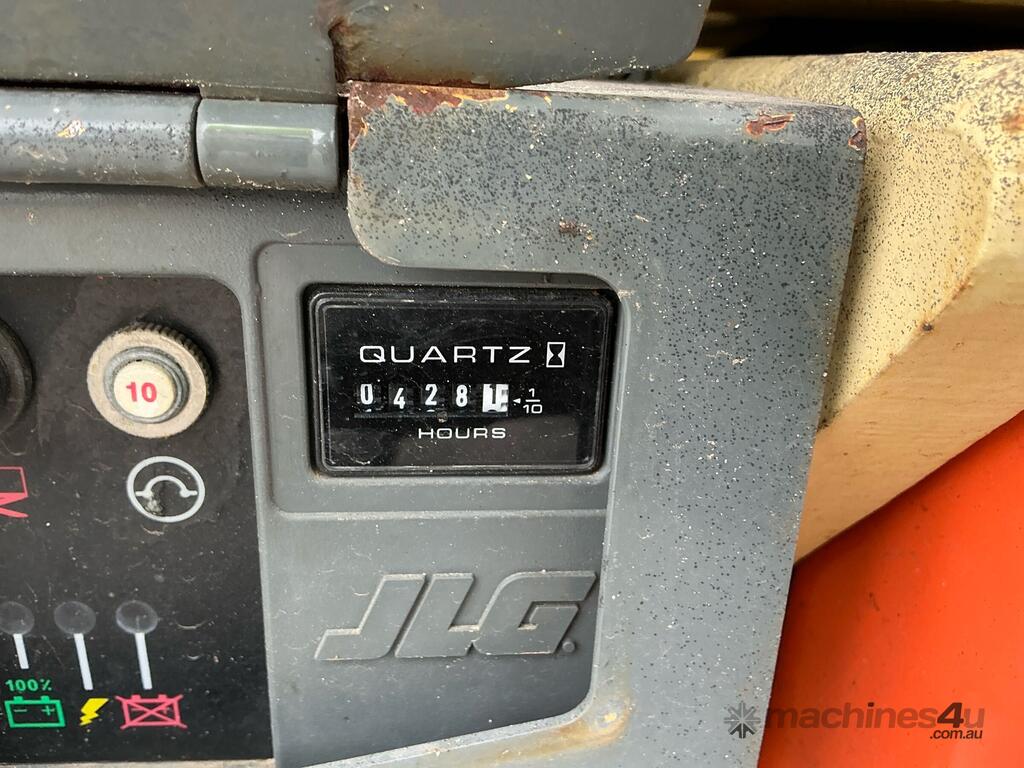 QUARTZ
0428 1/10
HOURS
10
JLG.
100%
machines4u
.com.au